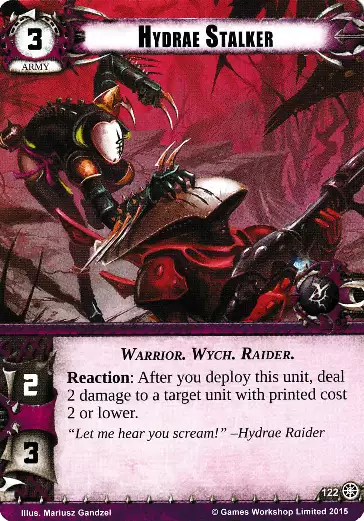 3
ARMY
HYDRAE STALKER
WARRIOR. WYCH. RAIDER.
2
Reaction: After you deploy this unit, deal
2 damage to a target unit with printed cost
2 or lower.
3
“Let me hear you scream!” –Hydrae Raider
122
Illus. Mariusz Gandzel
© Games Workshop Limited 2015